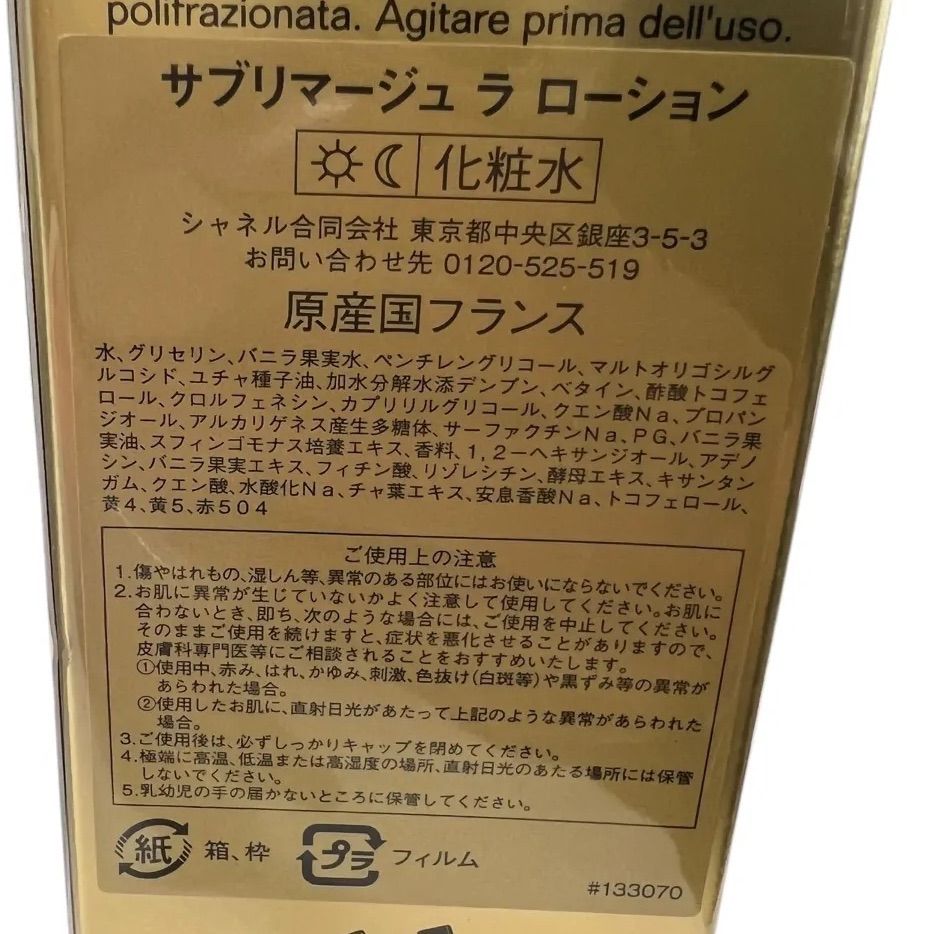 polifrazionata. Agitare prima dell'uso.
サブリマージュ ラ ローション
化粧水
シャネル合同会社 東京都中央区銀座3-5-3
お問い合わせ先 0120-525-519
原産国フランス
水、グリセリン、バニラ果実水、ペンチレングリコール、マルトオリゴシルグ
ルコシド、ユチャ種子油、加水分解水添デンプン、ベタイン、酢酸トコフェ
ロール、クロルフェネシン、カプリリルグリコール、クエン酸Na、プロパン
ジオール、アルカリゲネス産生多糖体、サーファクチンNa、PG、バニラ果
実油、スフィンゴモナス培養エキス、香料、1,2-ヘキサンジオール、アデノ
シン、バニラ果実エキス、フィチン酸、リゾレシチン、酵母エキス、キサンタン
ガム、クエン酸、水酸化Na、チャ葉エキス、安息香酸Na、トコフェロール、
黄4、黄5、赤504
ご使用上の注意
1.傷やはれもの、湿しん等、異常のある部位にはお使いにならないでください。
2.お肌に異常が生じていないかよく注意して使用してください。お肌に
合わないとき、即ち、次のような場合には、ご使用を中止してください。
そのままご使用を続けますと、症状を悪化させることがありますので、
皮膚科専門医等にご相談されることをおすすめいたします。
①使用中、赤み、はれ、かゆみ、刺激、色抜け(白斑等)や黒ずみ等の異常が
あらわれた場合。
②使用したお肌に、直射日光があたって上記のような異常があらわれた
場合。
3.ご使用後は、必ずしっかりキャップを閉めてください。
4.極端に高温、低温または高湿度の場所、直射日光のあたる場所には保管
しないでください。
5.乳幼児の手の届かないところに保管してください。
紙 箱、枠 プラ フィルム
#133070